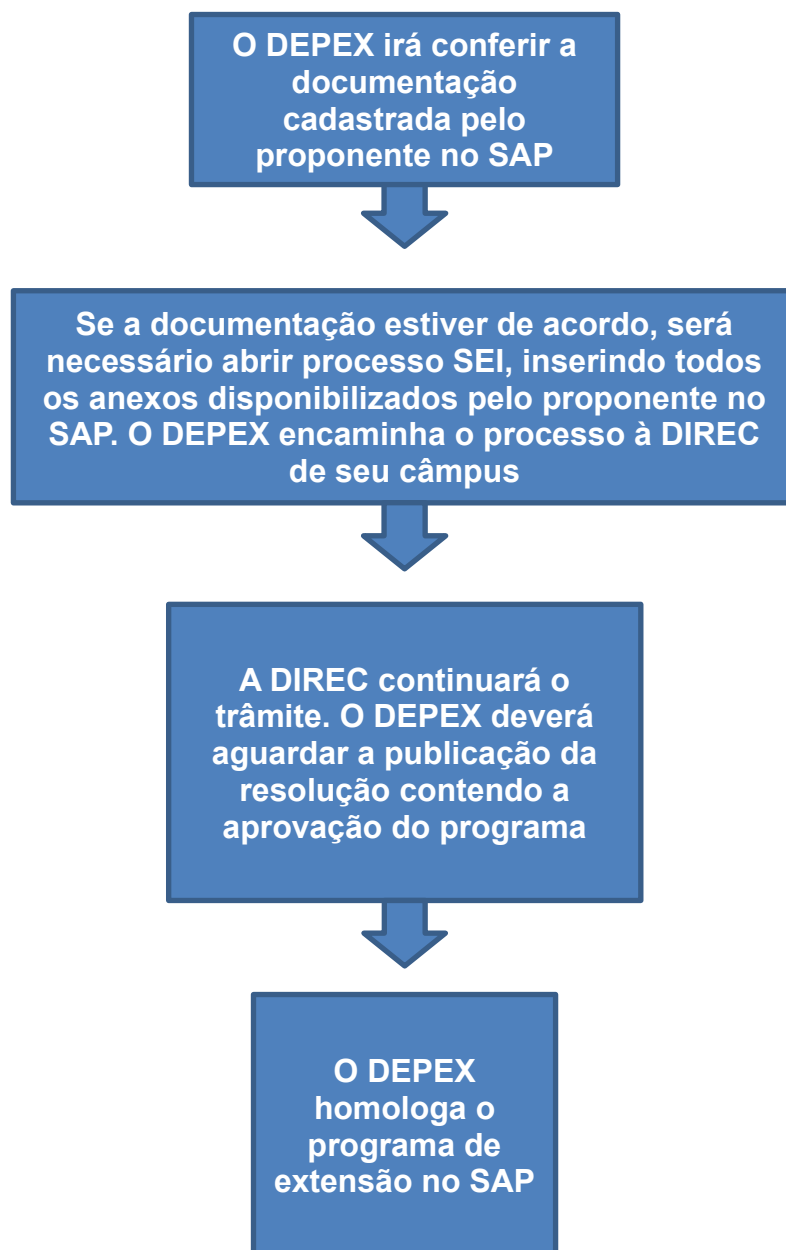 O DEPEX irá conferir a
documentação
cadastrada pelo
proponente no SAP
Se a documentação estiver de acordo, será
necessário abrir processo SEI, inserindo todos
os anexos disponibilizados pelo proponente no
SAP. O DEPEX encaminha o processo à DIREC
de seu câmpus
A DIREC continuará o
trâmite. O DEPEX deverá
aguardar a publicação da
resolução contendo a
aprovação do programa
O DEPEX
homologa o
programa de
extensão no SAP